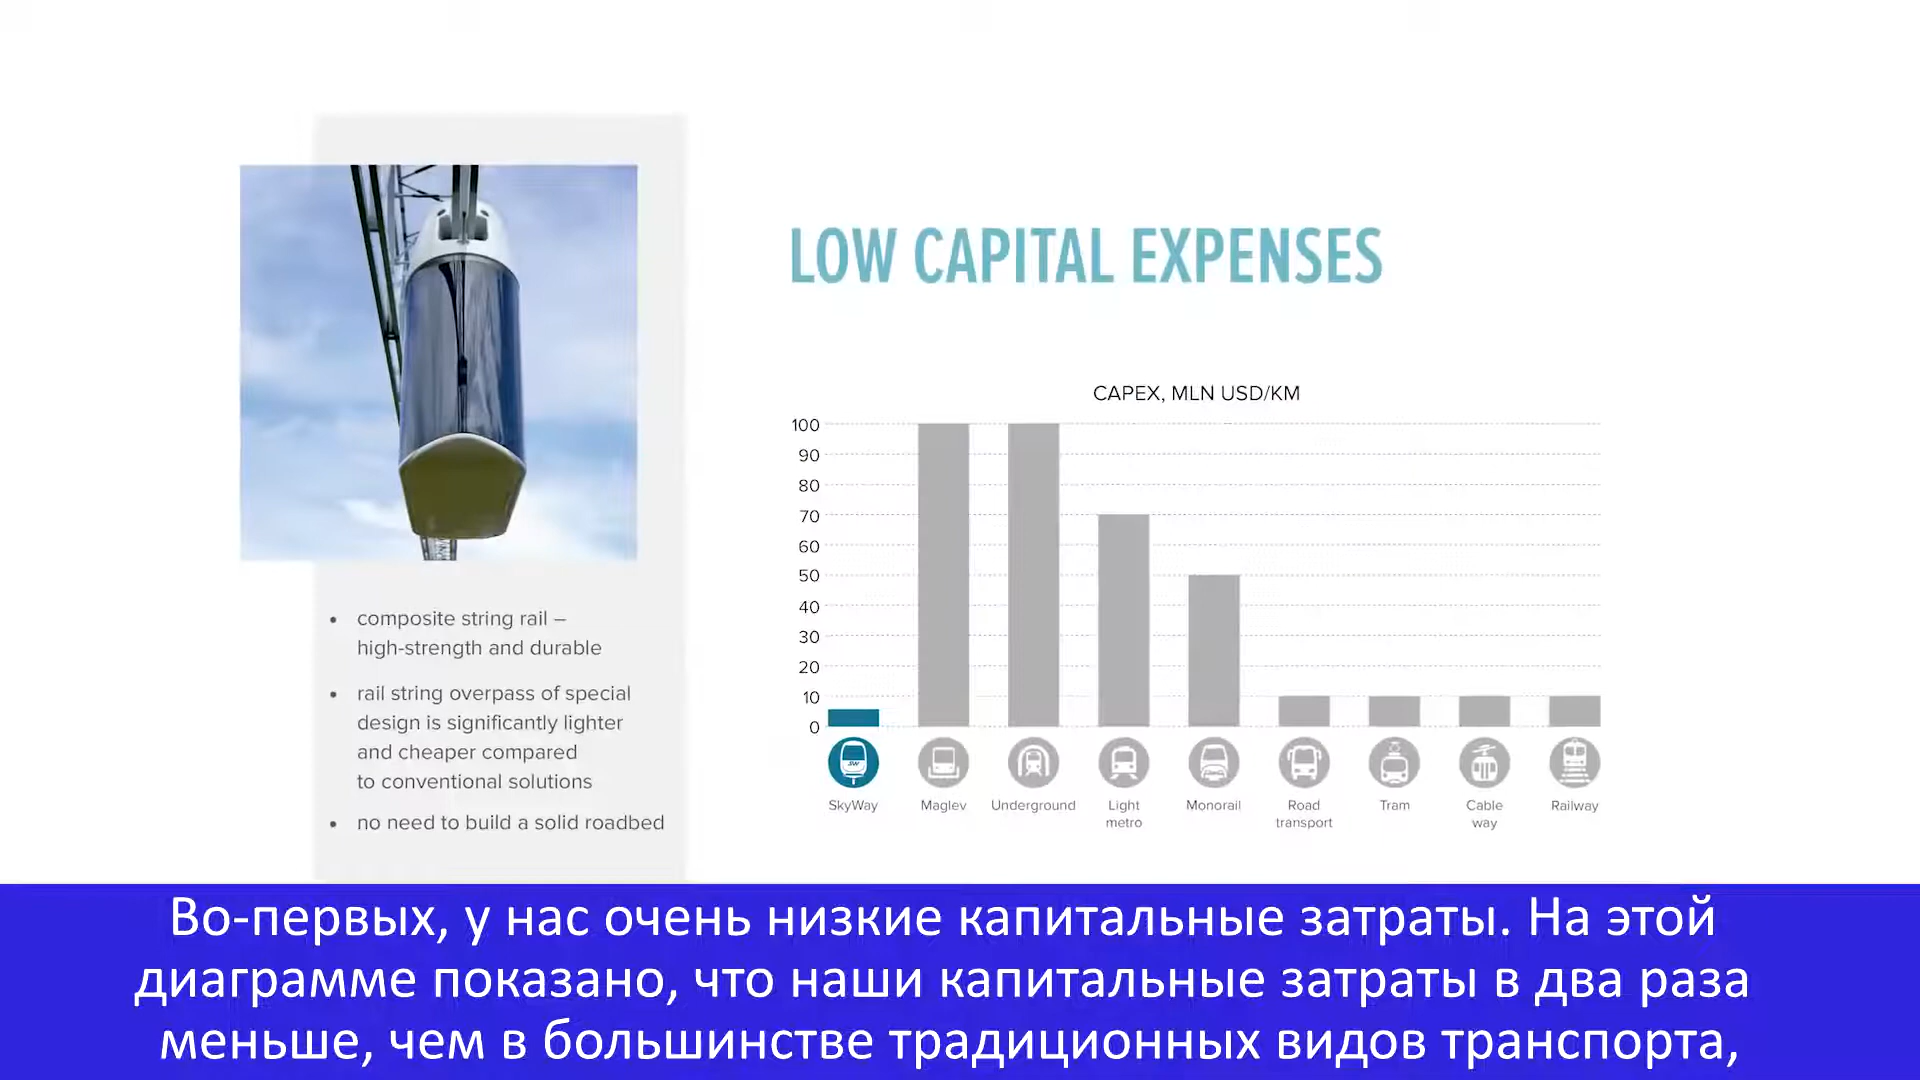 LOW CAPITAL EXPENSES
CAPEX, MLN USD/KM
100
90
80
70
60
50
40
30
20
10
0
SW
SkyWay
Maglev
Underground
Light
metro
Monorail
Road
transport
Tram
Cable
way
Railway
• composite string rail –
high-strength and durable
• rail string overpass of special
design is significantly lighter
and cheaper compared
to conventional solutions
• no need to build a solid roadbed
Во-первых, у нас очень низкие капитальные затраты. На этой
диаграмме показано, что наши капитальные затраты в два раза
меньше, чем в большинстве традиционных видов транспорта,